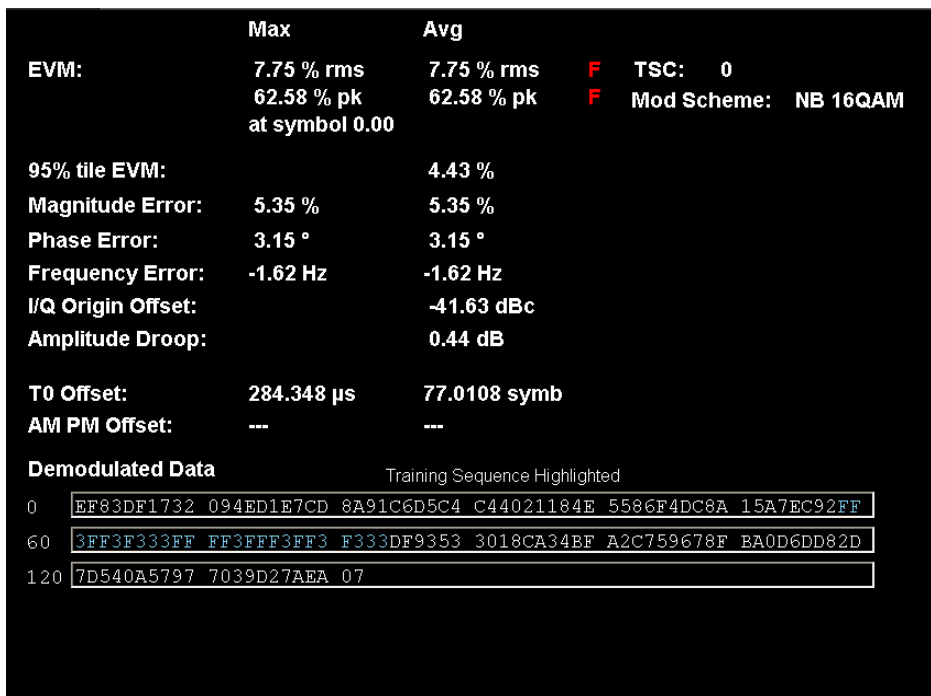 Max Avg
EVM: 7.75 % rms 7.75 % rms F TSC: 0
62.58 % pk 62.58 % pk F Mod Scheme: NB 16QAM
at symbol 0.00
95% tile EVM: 4.43 %
Magnitude Error: 5.35 % 5.35 %
Phase Error: 3.15 ° 3.15 °
Frequency Error: -1.62 Hz -1.62 Hz
I/Q Origin Offset: -41.63 dBc
Amplitude Droop: 0.44 dB
T0 Offset: 284.348 µs 77.0108 symb
AM PM Offset: --- ---
Demodulated Data Training Sequence Highlighted
0 EF83DF1732 094ED1E7CD 8A91C6D5C4 C44021184E 5586F4DC8A 15A7EC92FF
60 3FF3F333FF FF3FFF3FF3 F333DF9353 3018CA34BF A2C759678F BA0D6DD82D
120 7D540A5797 7039D27AEA 07